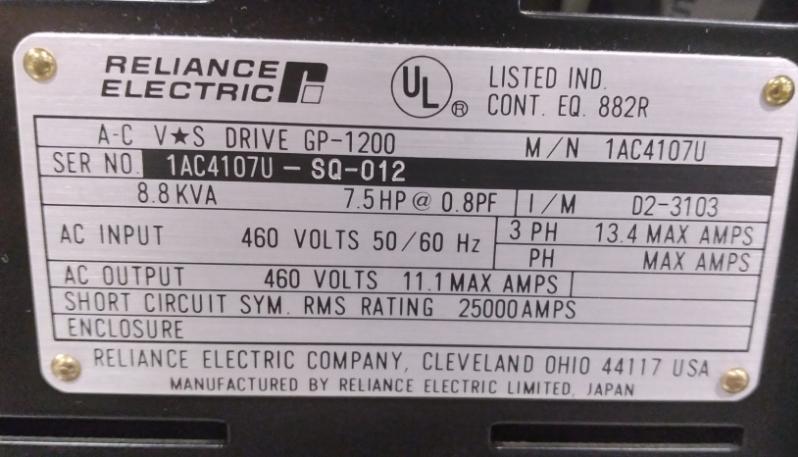 RELIANCE ELECTRIC
UL ®
LISTED IND.
CONT. EQ. 882R
A-C V★S DRIVE GP-1200 M/N 1AC4107U
SER NO. 1AC4107U - SQ-012
8.8 KVA 7.5 HP @ 0.8PF I/M D2-3103
AC INPUT 460 VOLTS 50/60 Hz 3 PH 13.4 MAX AMPS
PH MAX AMPS
AC OUTPUT 460 VOLTS 11.1 MAX AMPS
SHORT CIRCUIT SYM. RMS RATING 25000 AMPS
ENCLOSURE
RELIANCE ELECTRIC COMPANY, CLEVELAND OHIO 44117 USA
MANUFACTURED BY RELIANCE ELECTRIC LIMITED, JAPAN